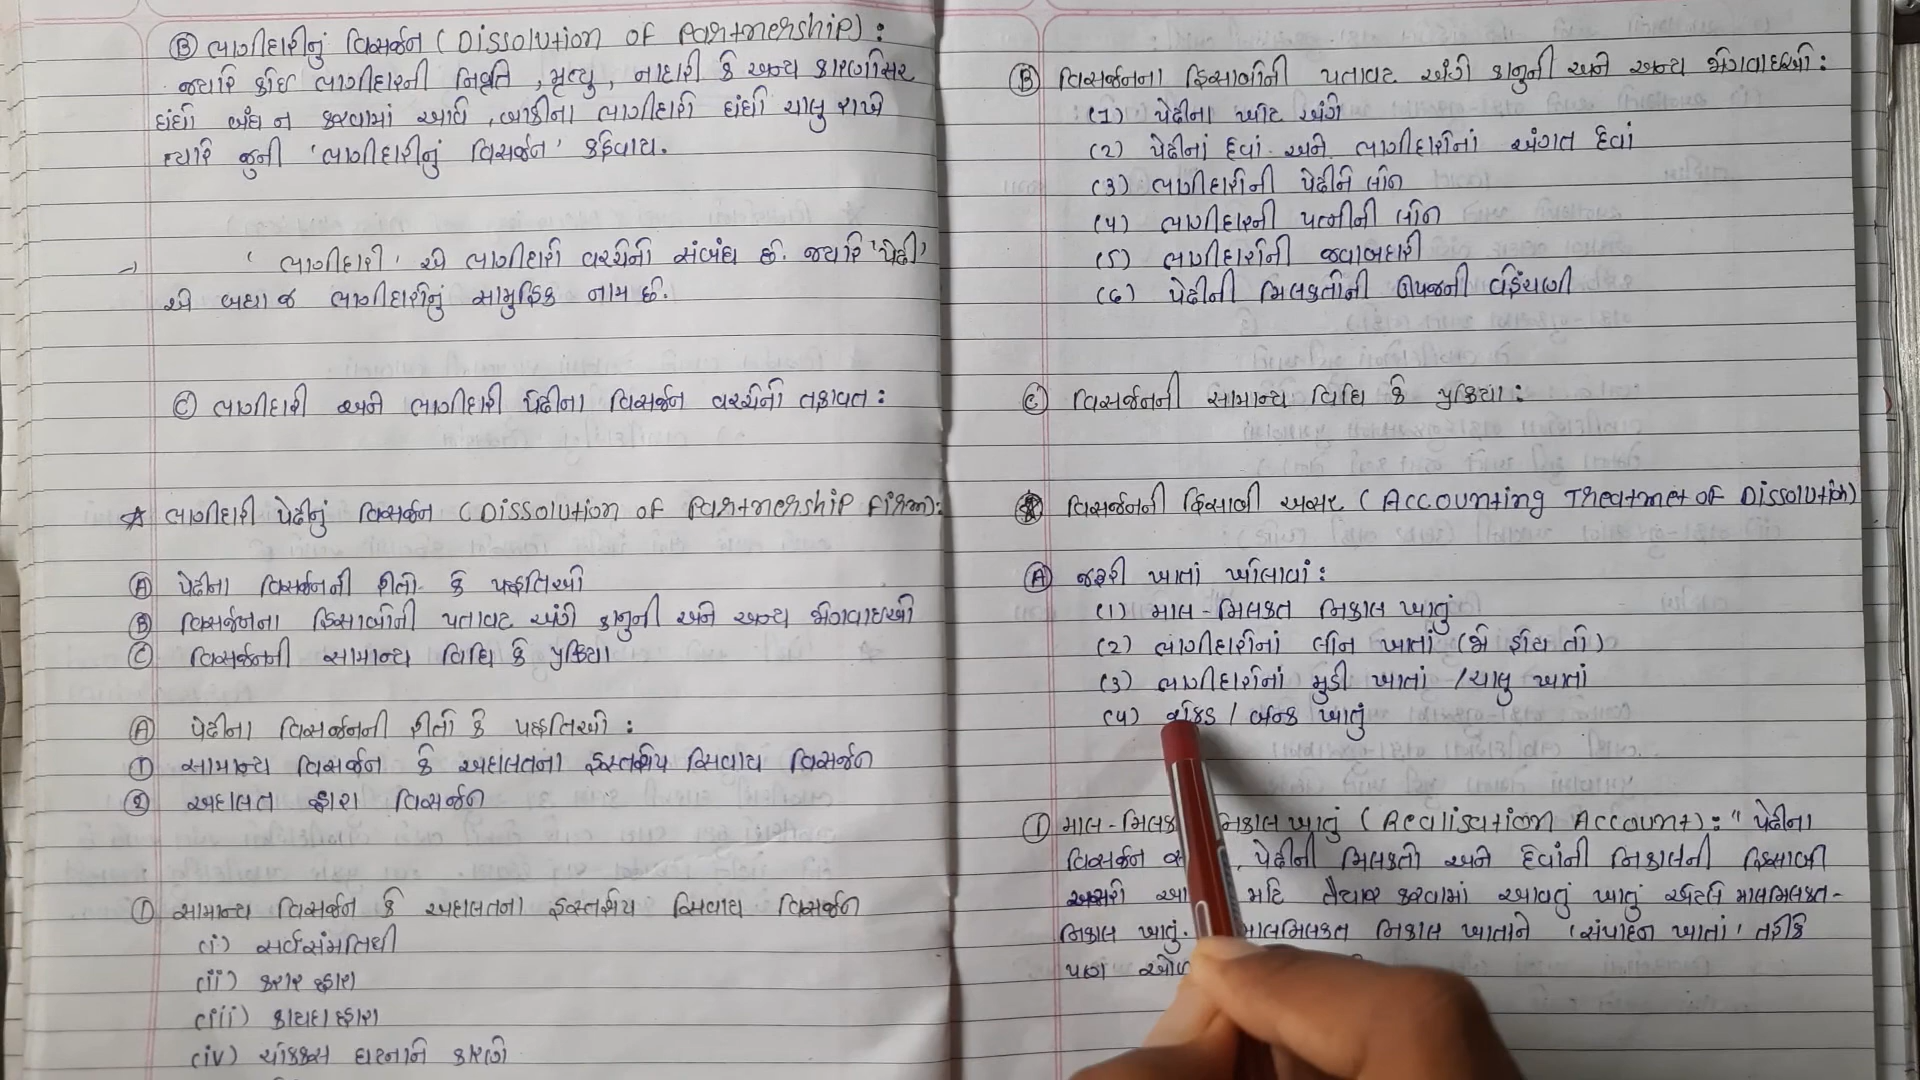 Ⓑ ભાગીદારીનું વિસર્જન (Dissolution of Partnership) :
જ્યારે કોઈ ભાગીદારની નિવૃતિ, મૃત્યુ, નાદારી કે અન્ય કારણોસર
ધંધો બંધ ન કરવામાં આવે, બાકીના ભાગીદારો ધંધો ચાલુ રાખે
ત્યારે જુની 'ભાગીદારીનું વિસર્જન' કહેવાય.
→ 'ભાગીદારી' એ ભાગીદારો વચ્ચેનો સંબંધ છે. જ્યારે 'પેઢી'
એ બધા જ ભાગીદારોનું સામુહિક નામ છે.
Ⓒ ભાગીદારી અને ભાગીદારી પેઢીના વિસર્જન વચ્ચેનો તફાવત :
☆ ભાગીદારી પેઢીનું વિસર્જન (Dissolution of Partnership Firm):
Ⓐ પેઢીના વિસર્જનની રીતો કે પદ્ધતિઓ
Ⓑ વિસર્જનના હિસાબોની પતાવટ અંગે કાનુની અને અન્ય જોગવાઈઓ
Ⓒ વિસર્જનની સામાન્ય વિધિ કે પ્રક્રિયા
Ⓐ પેઢીના વિસર્જનની રીતો કે પદ્ધતિઓ :
① સામાન્ય વિસર્જન કે અદાલતના હસ્તક્ષેપ સિવાય વિસર્જન
② અદાલત દ્વારા વિસર્જન
① સામાન્ય વિસર્જન કે અદાલતના હસ્તક્ષેપ સિવાય વિસર્જન
(i) સર્વસંમતિથી
(ii) કરાર દ્વારા
(iii) કાયદા દ્વારા
(iv) ચોક્કસ ઘટનાને કારણે
Ⓑ વિસર્જનના હિસાબોની પતાવટ અંગે કાનુની અને અન્ય જોગવાઈઓ :
(1) પેઢીના ખોટ અંગે
(2) પેઢીનાં દેવાં અને ભાગીદારોનાં અંગત દેવાં
(3) ભાગીદારોની પેઢીને લોન
(4) ભાગીદારની પત્નીની લોન
(5) ભાગીદારોની જવાબદારી
(6) પેઢીની મિલકતોની ઉપજની વહેંચણી
Ⓒ વિસર્જનની સામાન્ય વિધિ કે પ્રક્રિયા :
☆ વિસર્જનની હિસાબી અસર (Accounting Treatmet of Dissolution)
Ⓐ જરૂરી ખાતાં ખોલાવાં :
(1) માલ-મિલકત નિકાલ ખાતું
(2) ભાગીદારોનાં લોન ખાતાં (જો હોય તો)
(3) ભાગીદારોનાં મુડી ખાતાં /ચાલુ ખાતાં
(4) રોકડ / બેન્ક ખાતું
① માલ-મિલક નિકાલ ખાતું (Realisation Account): " પેઢીના
વિસર્જન પેઢીની મિલકતો અને દેવાંની નિકાલની હિસાબી
અસરો માટે તૈયાર કરવામાં આવતું ખાતું એટલે માલમિલકત-
નિકાલ ખાતું. માલમિલકત નિકાલ ખાતાને 'સંપાદન ખાતા' તરીકે
પણ